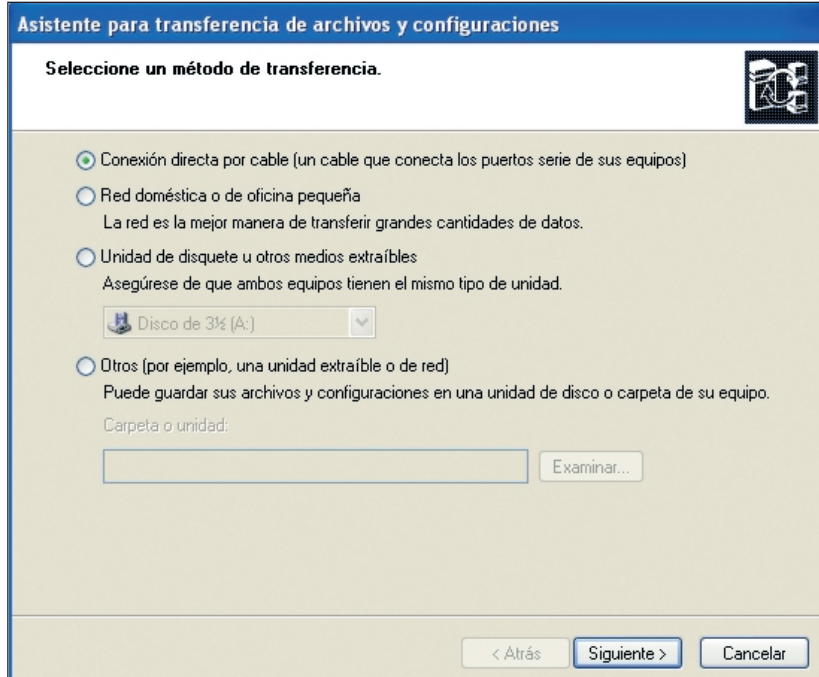 Asistente para transferencia de archivos y configuraciones
Seleccione un método de transferencia.
Conexión directa por cable (un cable que conecta los puertos serie de sus equipos)
Red doméstica o de oficina pequeña
La red es la mejor manera de transferir grandes cantidades de datos.
Unidad de disquete u otros medios extraíbles
Asegúrese de que ambos equipos tienen el mismo tipo de unidad.
Disco de 3½ (A:)
Otros (por ejemplo, una unidad extraíble o de red)
Puede guardar sus archivos y configuraciones en una unidad de disco o carpeta de su equipo.
Carpeta o unidad:
Examinar...
< Atrás Siguiente > Cancelar